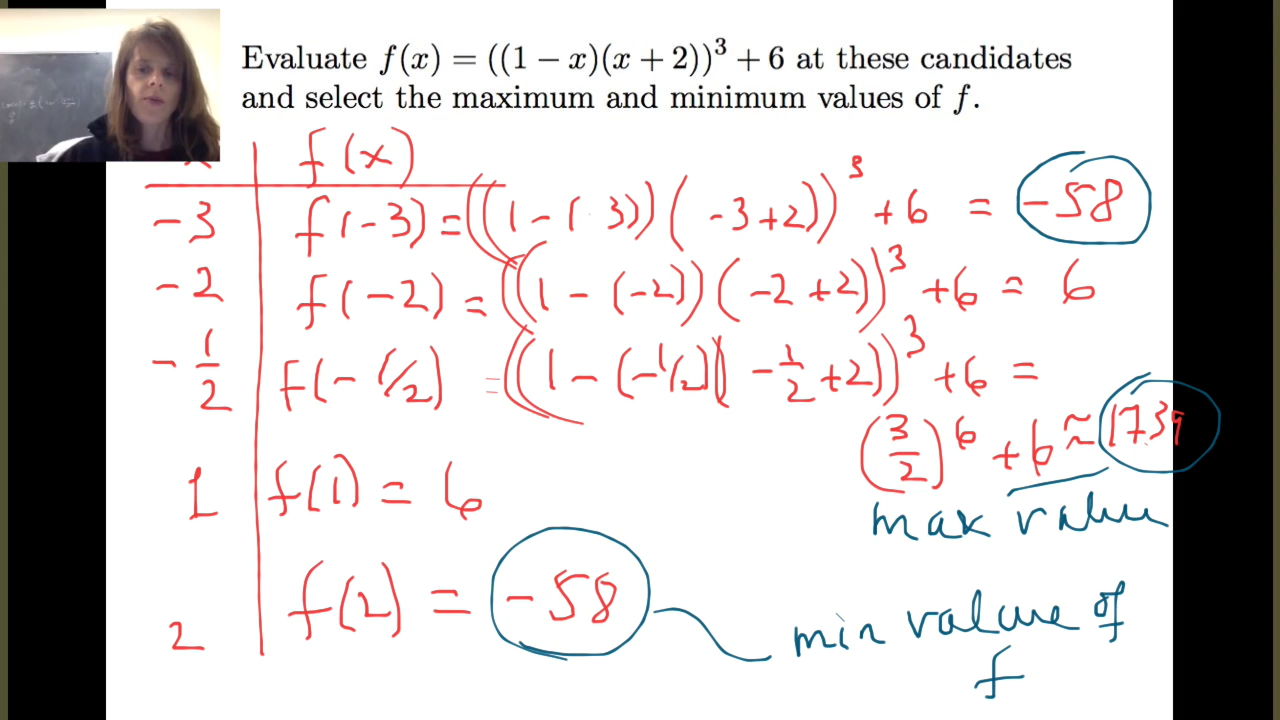 Evaluate f(x) = ((1 − x)(x + 2))³ + 6 at these candidates
and select the maximum and minimum values of f.
f(x)
-3 f(-3) = ((1-(-3))(-3+2))³ +6 = -58
-2 f(-2) = ((1-(-2))(-2+2))³ +6 = 6
-1/2 f(-1/2) = ((1-(-1/2))(-1/2+2))³ +6 =
(3/2)⁶ +6 ≈ 17.39
max value
1 f(1) = 6
2 f(2) = -58
min value of
f